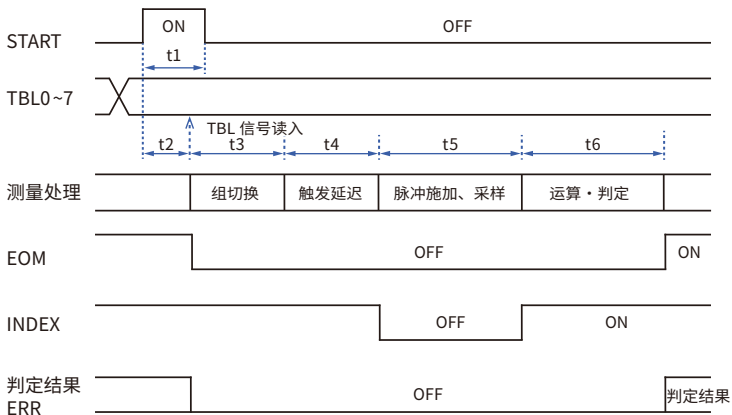 START
ON
OFF
t1
TBL0~7
TBL 信号读入
t2
t3
t4
t5
t6
测量处理
组切换
触发延迟
脉冲施加、采样
运算・判定
EOM
OFF
ON
INDEX
OFF
ON
判定结果
ERR
OFF
判定结果